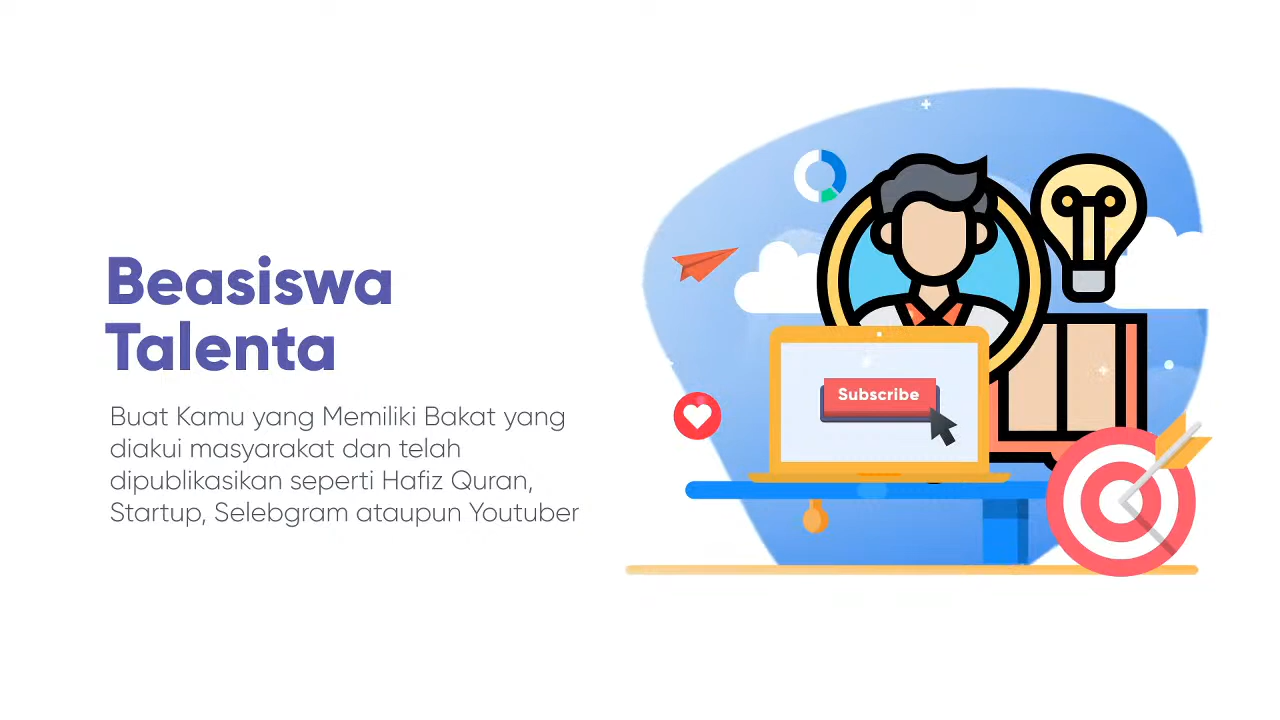 Beasiswa
Talenta
Buat Kamu yang Memiliki Bakat yang
diakui masyarakat dan telah
dipublikasikan seperti Hafiz Quran,
Startup, Selebgram ataupun Youtuber
Subscribe